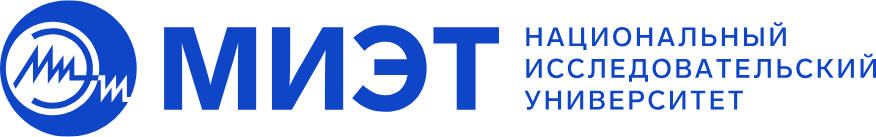 МИЭТ
НАЦИОНАЛЬНЫЙ
ИССЛЕДОВАТЕЛЬСКИЙ
УНИВЕРСИТЕТ